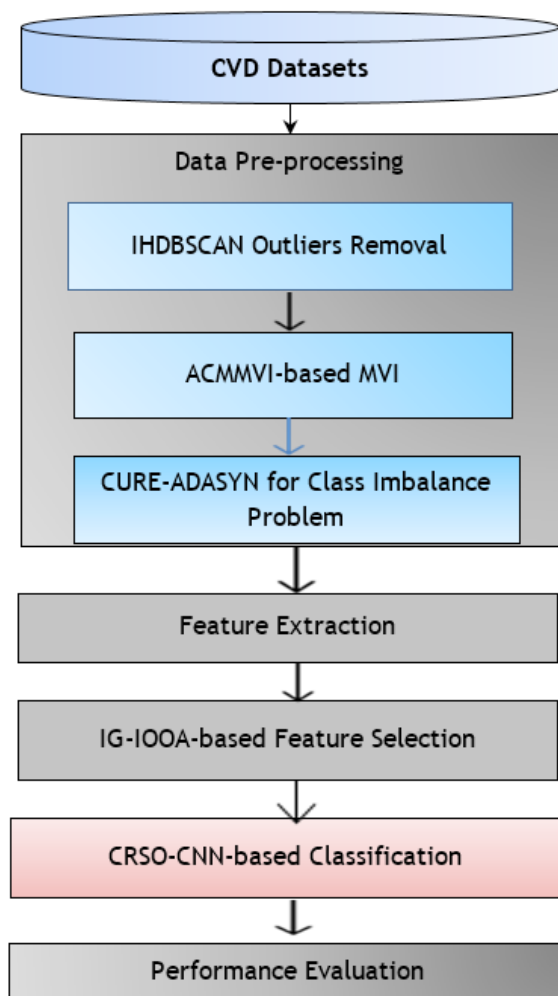 CVD Datasets
Data Pre-processing
IHDBSCAN Outliers Removal
ACMMVI-based MVI
CURE-ADASYN for Class Imbalance
Problem
Feature Extraction
IG-IOOA-based Feature Selection
CRSO-CNN-based Classification
Performance Evaluation